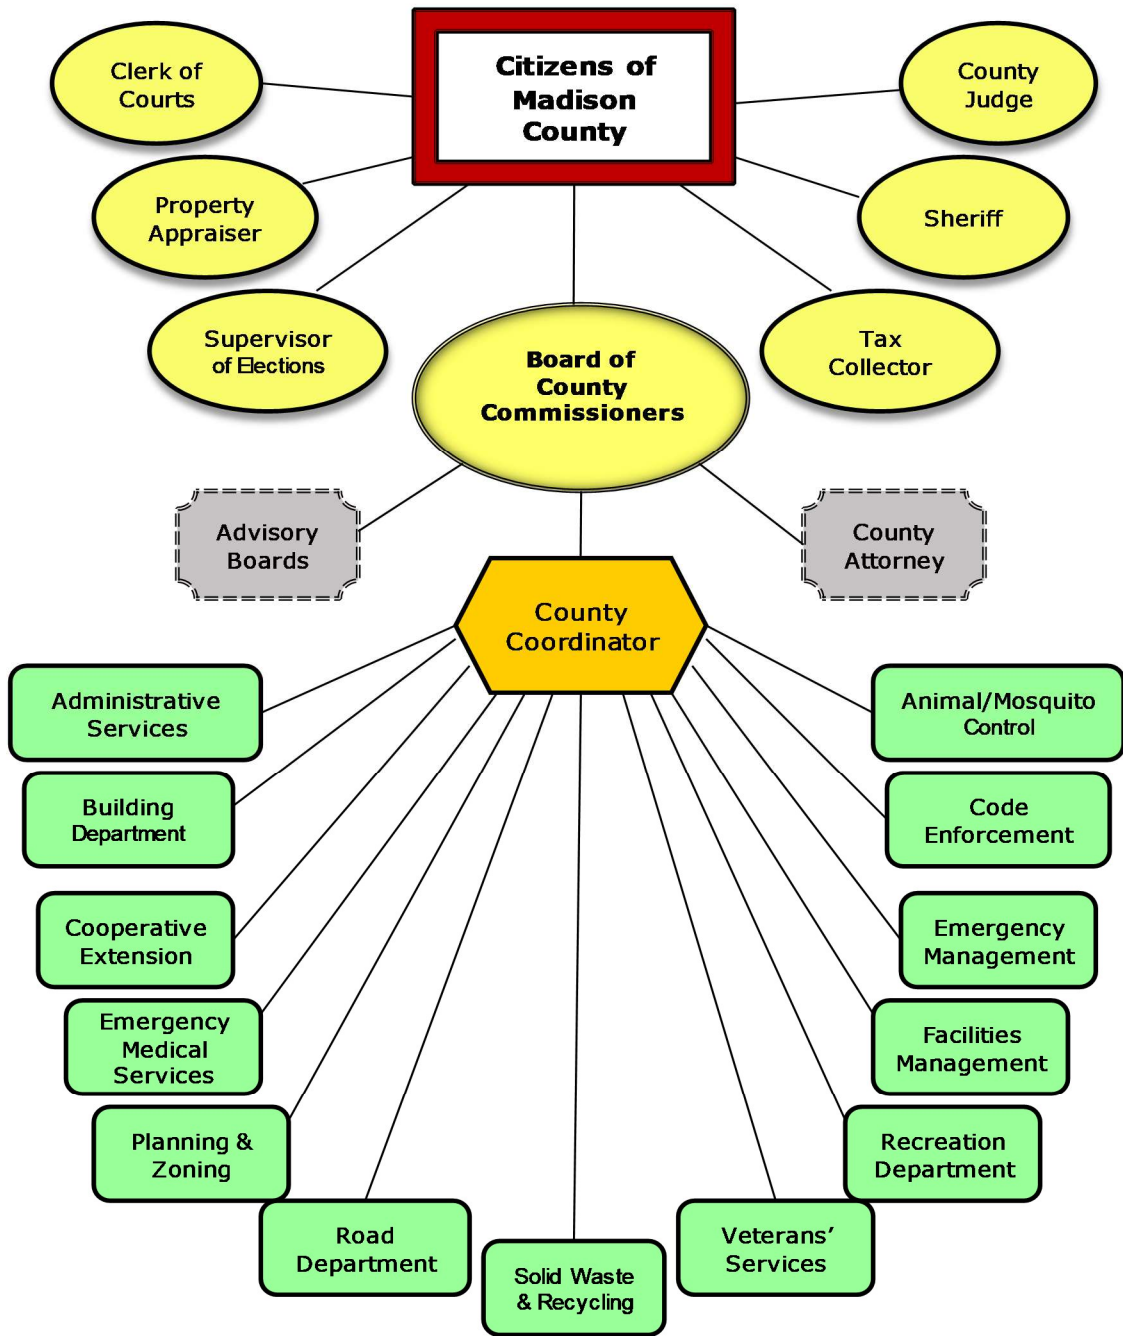 Citizens of
Madison
County
Clerk of
Courts
County
Judge
Property
Appraiser
Sheriff
Supervisor
of Elections
Board of
County
Commissioners
Tax
Collector
Advisory
Boards
County
Attorney
County
Coordinator
Administrative
Services
Animal/Mosquito
Control
Building
Department
Code
Enforcement
Cooperative
Extension
Emergency
Management
Emergency
Medical
Services
Facilities
Management
Planning &
Zoning
Recreation
Department
Road
Department
Veterans’
Services
Solid Waste
& Recycling